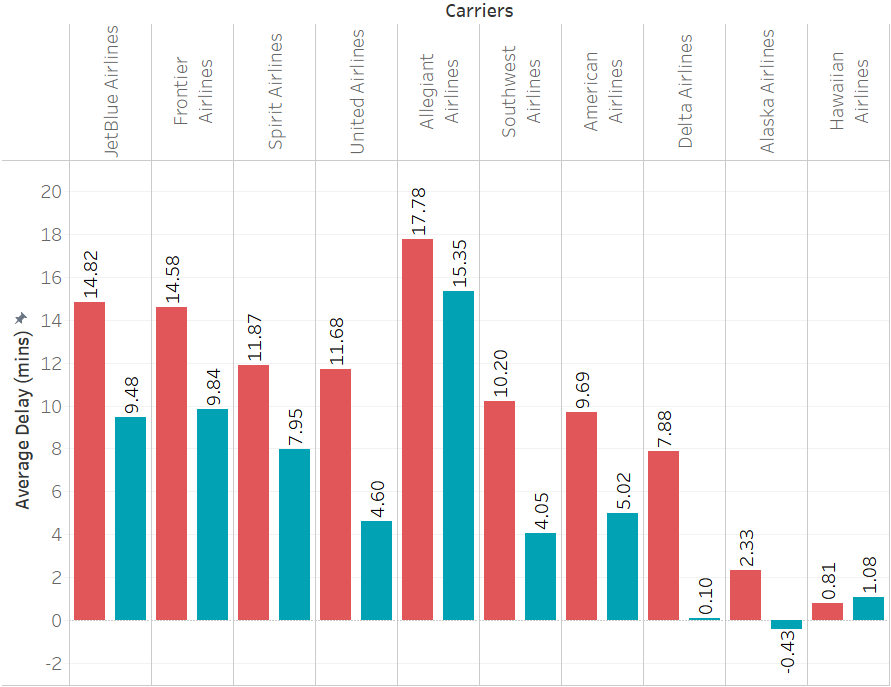 Carriers
JetBlue Airlines
Frontier
Airlines
Spirit Airlines
United Airlines
Allegiant
Airlines
Southwest
Airlines
American
Airlines
Delta Airlines
Alaska Airlines
Hawaiian
Airlines
Average Delay (mins)
20
18
16
14
12
10
8
6
4
2
0
-2
14.82
9.48
14.58
9.84
11.87
7.95
11.68
4.60
17.78
15.35
10.20
4.05
9.69
5.02
7.88
0.10
2.33
-0.43
0.81
1.08